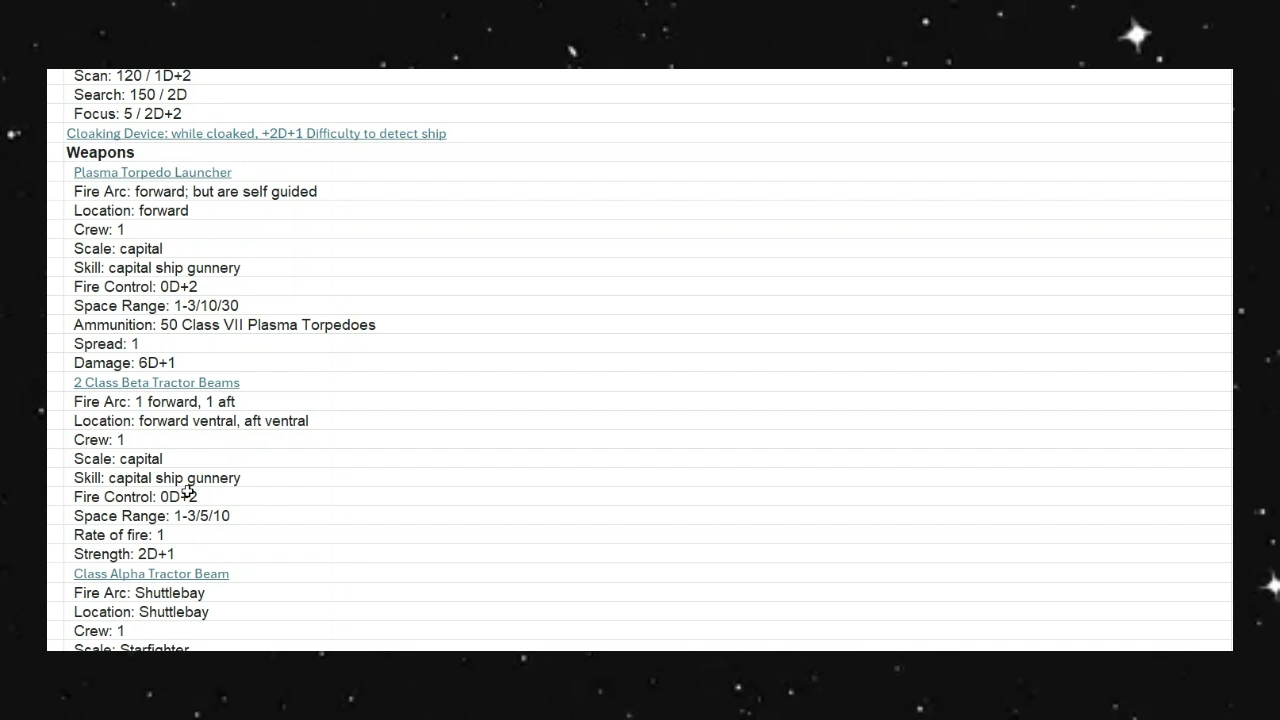 Scan: 120 / 1D+2
Search: 150 / 2D
Focus: 5 / 2D+2
Cloaking Device: while cloaked, +2D+1 Difficulty to detect ship
Weapons
Plasma Torpedo Launcher
Fire Arc: forward; but are self guided
Location: forward
Crew: 1
Scale: capital
Skill: capital ship gunnery
Fire Control: 0D+2
Space Range: 1-3/10/30
Ammunition: 50 Class VII Plasma Torpedoes
Spread: 1
Damage: 6D+1
2 Class Beta Tractor Beams
Fire Arc: 1 forward, 1 aft
Location: forward ventral, aft ventral
Crew: 1
Scale: capital
Skill: capital ship gunnery
Fire Control: 0D+2
Space Range: 1-3/5/10
Rate of fire: 1
Strength: 2D+1
Class Alpha Tractor Beam
Fire Arc: Shuttlebay
Location: Shuttlebay
Crew: 1
Scale: Starfighter